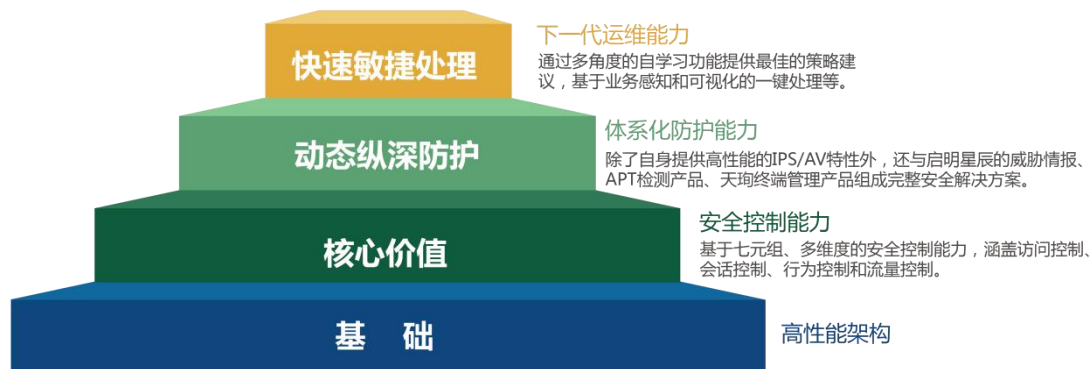 下一代运维能力
快速敏捷处理
通过多角度的自学习功能提供最佳的策略建
议，基于业务感知和可视化的一键处理等。
体系化防护能力
动态纵深防护
除了自身提供高性能的IPS/AV特性外，还与启明星辰的威胁情报、
APT检测产品、天珣终端管理产品组成完整安全解决方案。
安全控制能力
核心价值
基于七元组、多维度的安全控制能力，涵盖访问控制、
会话控制、行为控制和流量控制。
基 础
高性能架构